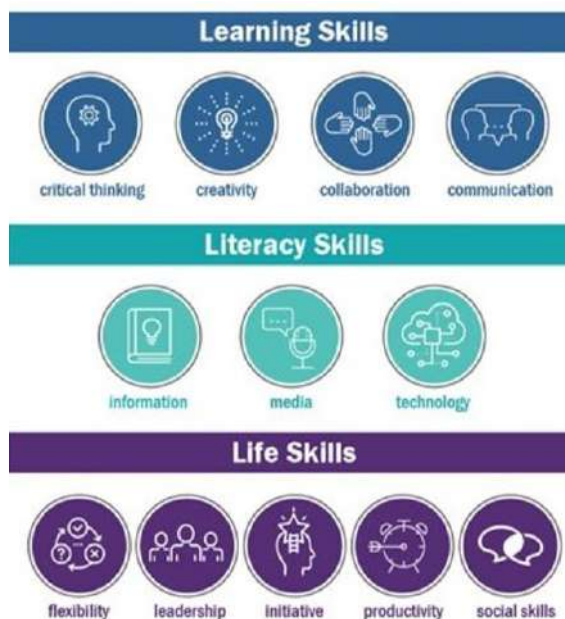 Learning Skills
critical thinking creativity collaboration communication
Literacy Skills
information media technology
Life Skills
flexibility leadership initiative productivity social skills